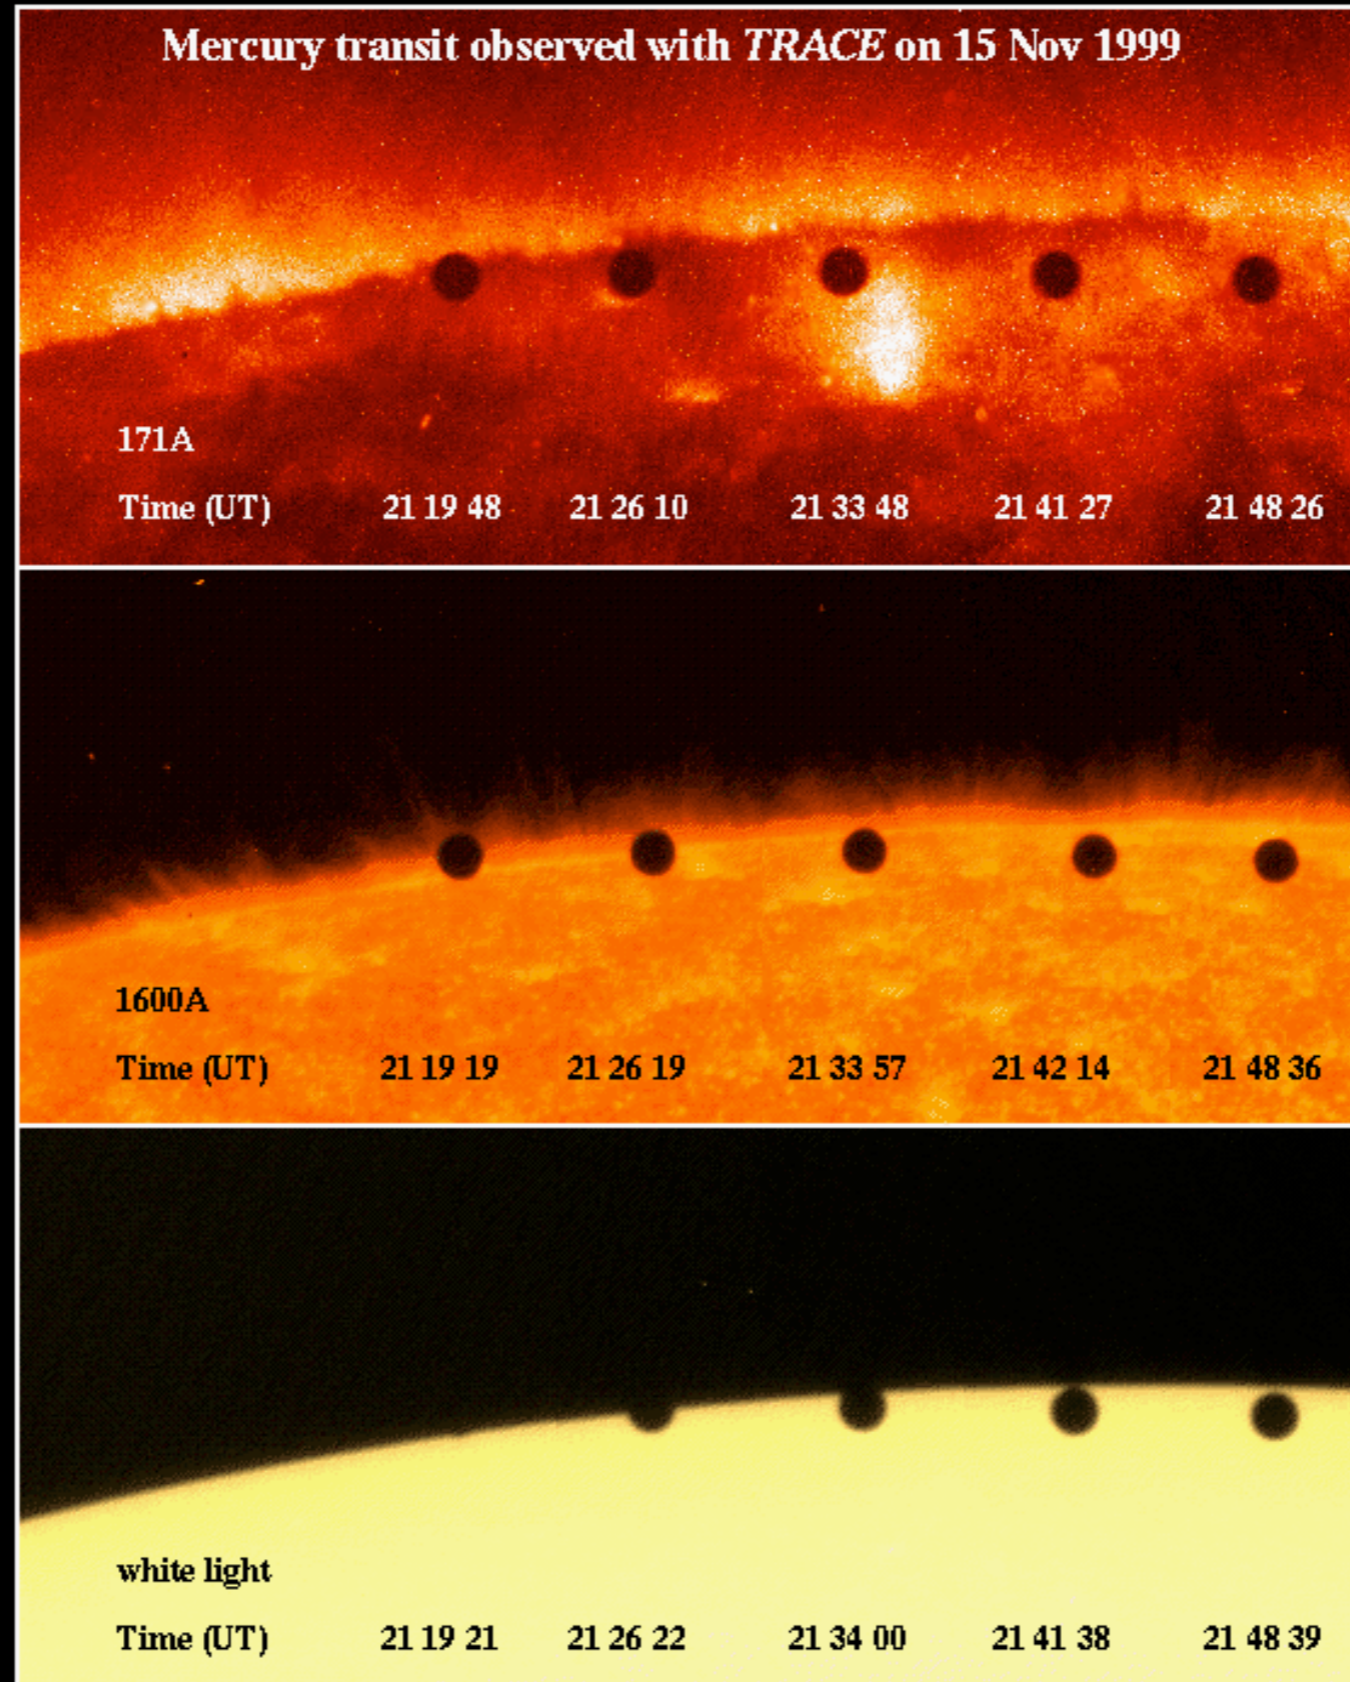 Mercury transit observed with TRACE on 15 Nov 1999
171A
Time (UT) 21 19 48 21 26 10 21 33 48 21 41 27 21 48 26
1600A
Time (UT) 21 19 19 21 26 19 21 33 57 21 42 14 21 48 36
white light
Time (UT) 21 19 21 21 26 22 21 34 00 21 41 38 21 48 39